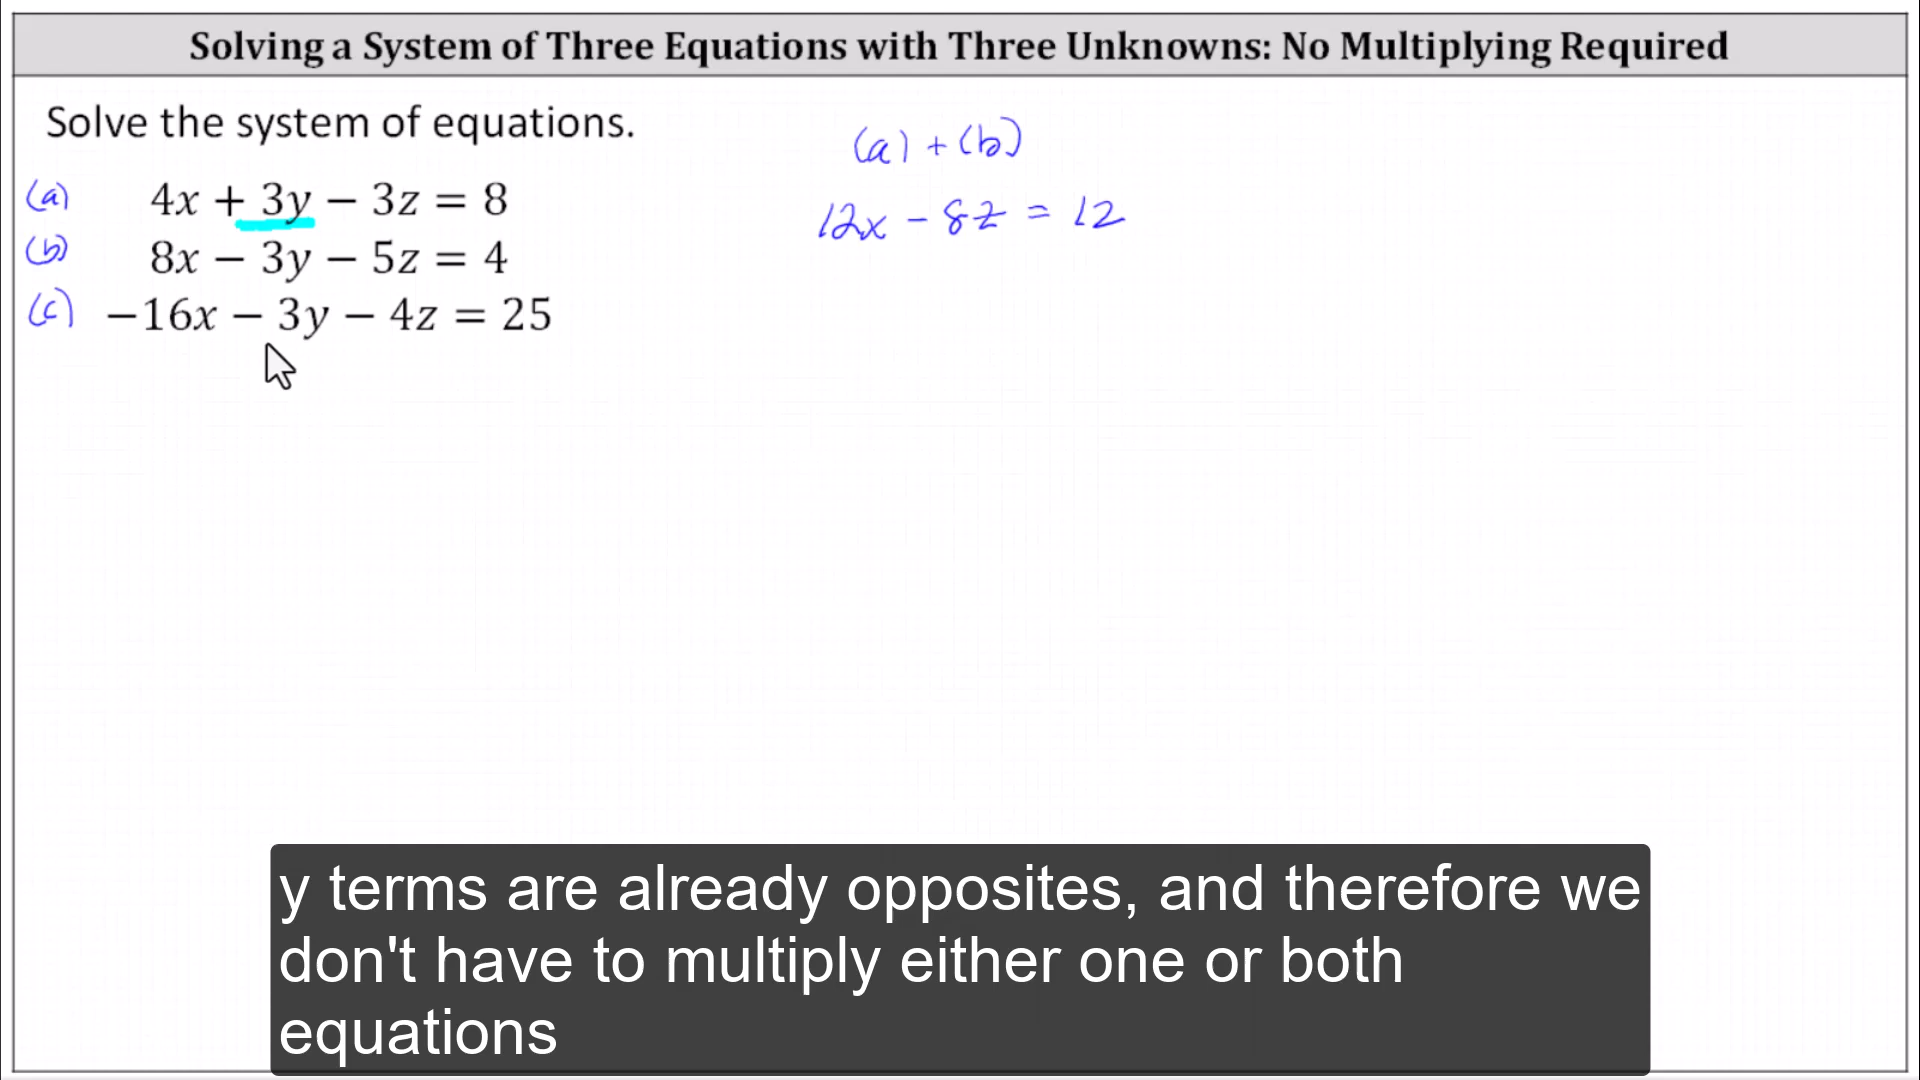 Solving a System of Three Equations with Three Unknowns: No Multiplying Required
Solve the system of equations.
(a) + (b)
(a) 4x + 3y − 3z = 8
12x − 8z = 12
(b) 8x − 3y − 5z = 4
(c) −16x − 3y − 4z = 25
y terms are already opposites, and therefore we
don't have to multiply either one or both
equations